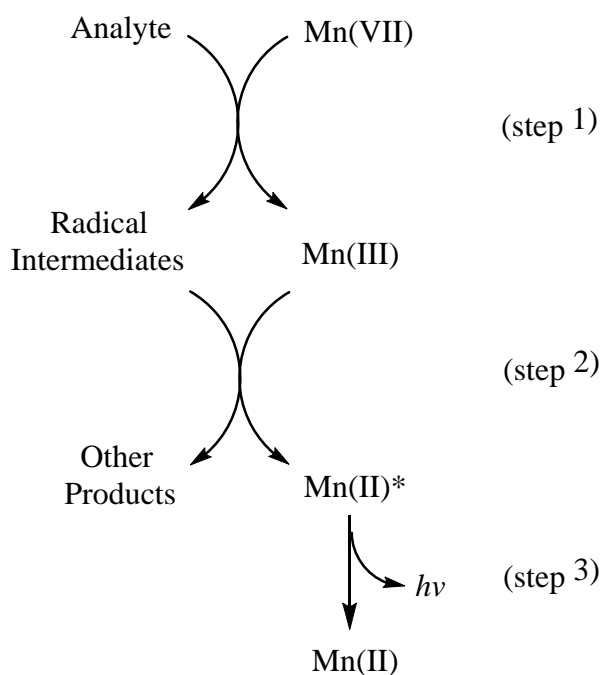 Analyte Mn(VII)
(step 1)
Radical
Intermediates Mn(III)
(step 2)
Other
Products Mn(II)*
hν (step 3)
Mn(II)